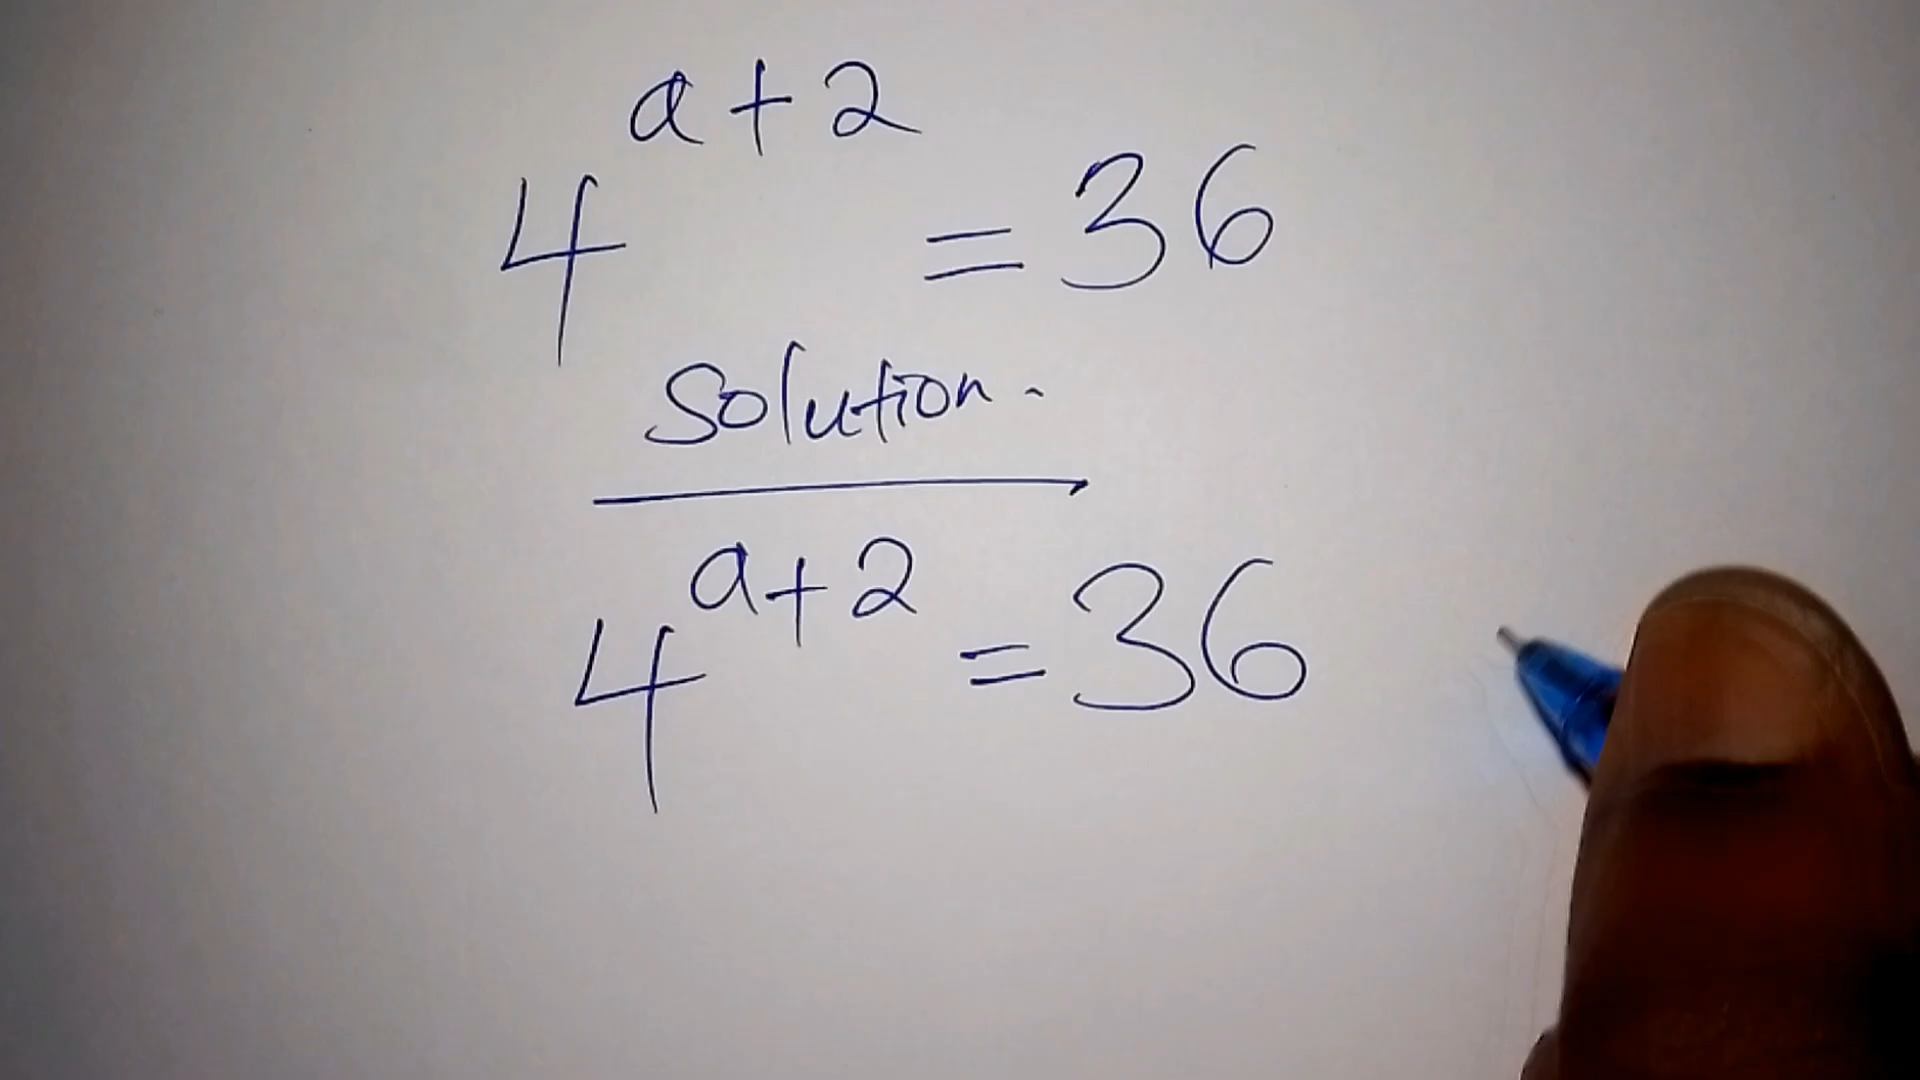 4^{a+2} = 36
Solution.
4^{a+2} = 36